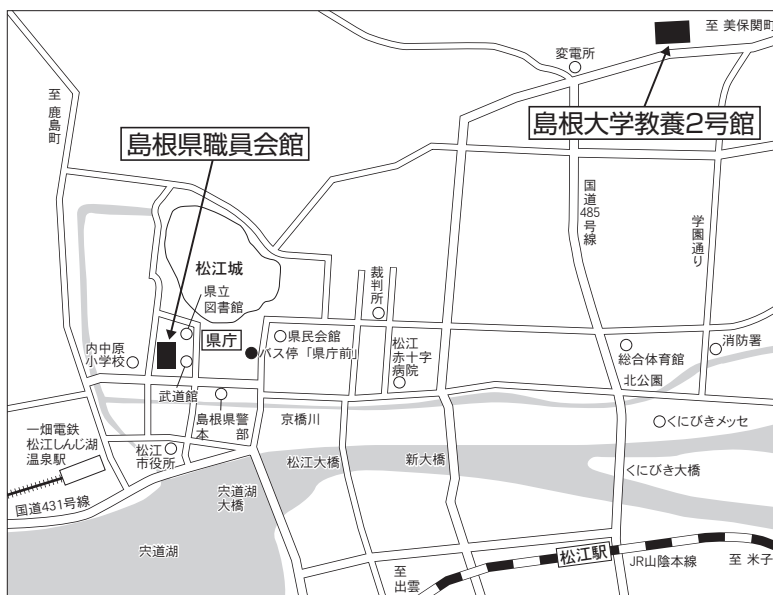 至 美保関町
変電所
島根大学教養2号館
至 鹿島町
島根県職員会館
国道485号線
学園通り
松江城
県立
図書館
裁判所
県庁
県民会館
バス停「県庁前」
内中原
小学校
武道館
松江
赤十字
病院
総合体育館
北公園
消防署
島根県警
本部
京橋川
くにびきメッセ
一畑電鉄
松江しんじ湖
温泉駅
松江
市役所
松江大橋
新大橋
くにびき大橋
国道431号線
宍道湖
大橋
宍道湖
松江駅
至 出雲
JR山陰本線
至 米子